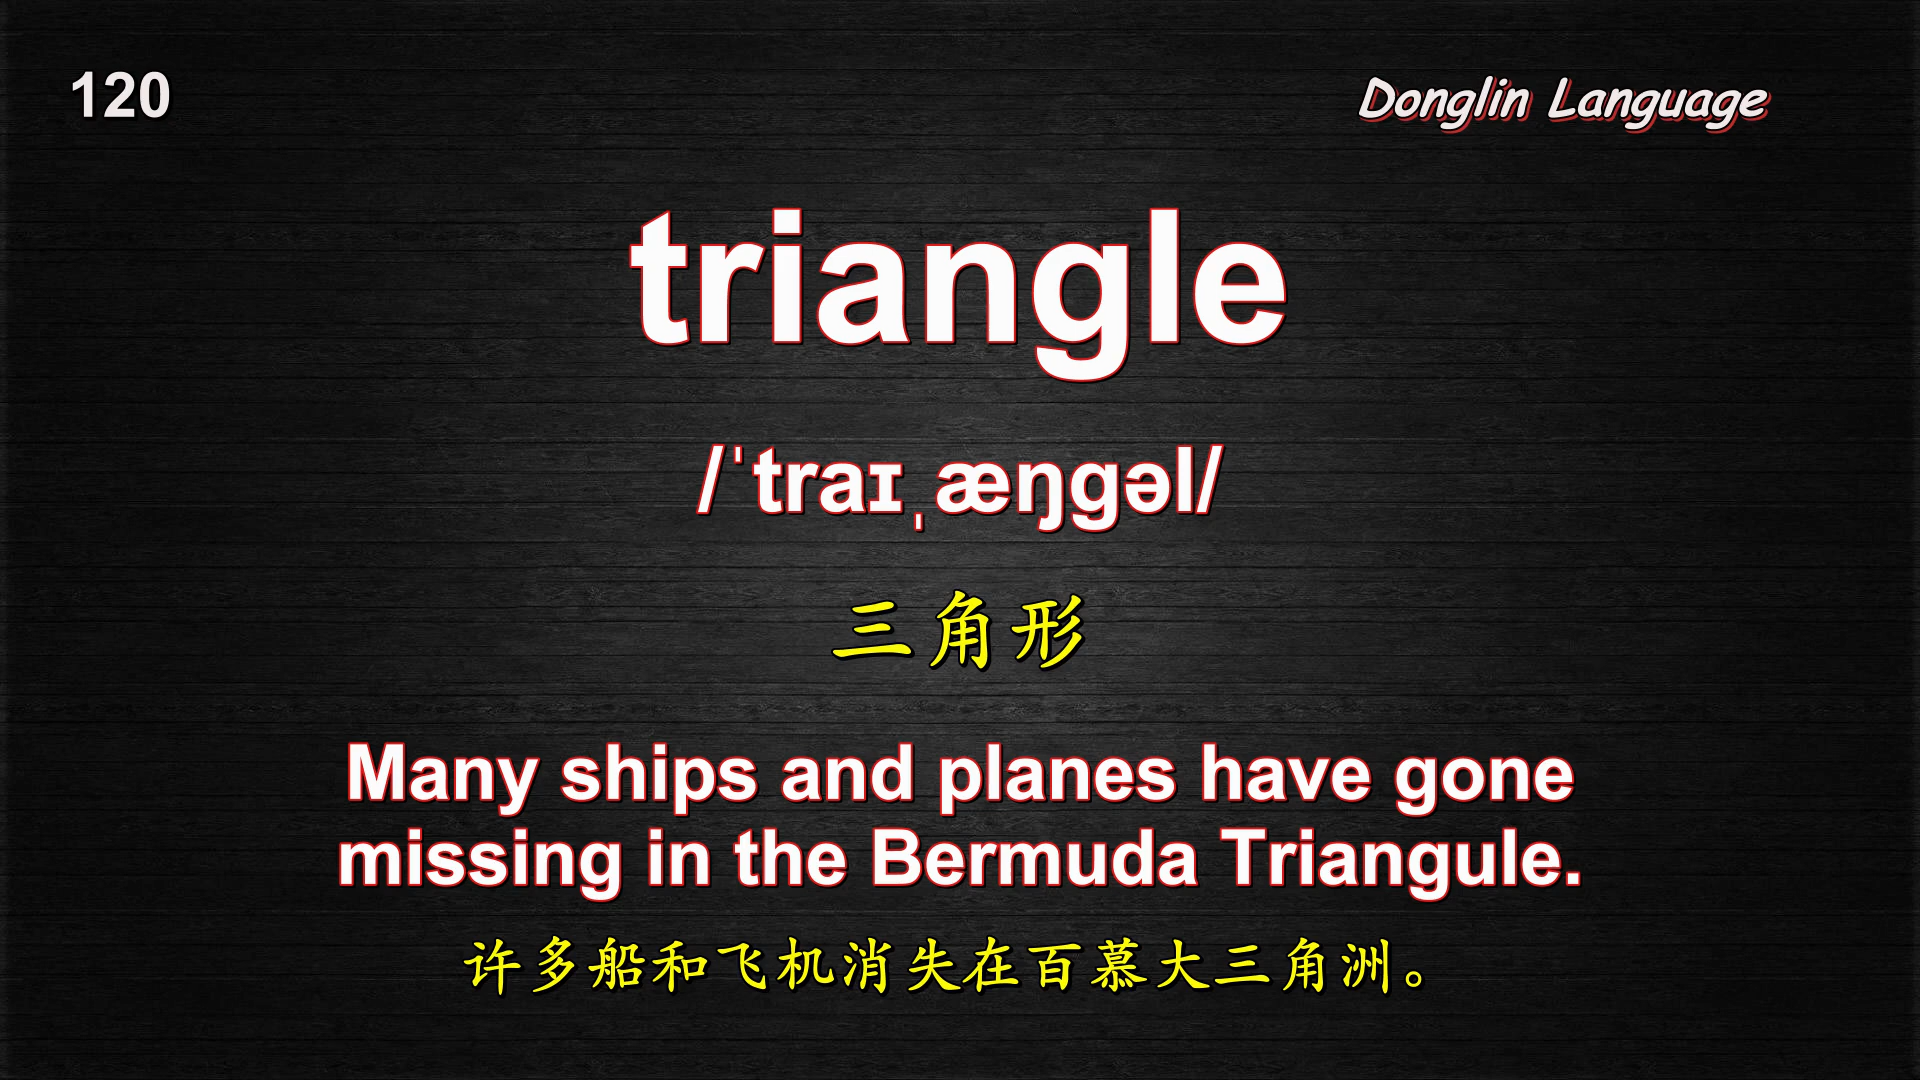 120
Donglin Language
triangle
/ˈtraɪˌæŋgəl/
三角形
Many ships and planes have gone
missing in the Bermuda Triangule.
许多船和飞机消失在百慕大三角洲。